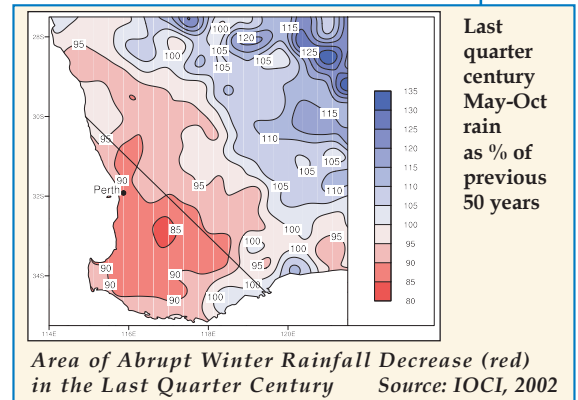 Last
quarter
century
May-Oct
rain
as % of
previous
50 years
28S
30S
32S
34S
114E
116E
118E
120E
95
100
115
120
105
100
105
125
115
95
110
90
Perth
95
105
105
110
85
100
100
95
100
90
95
90
90
90
100
100
135
130
125
120
115
110
105
100
95
90
85
80
Area of Abrupt Winter Rainfall Decrease (red)
in the Last Quarter Century Source: IOCI, 2002